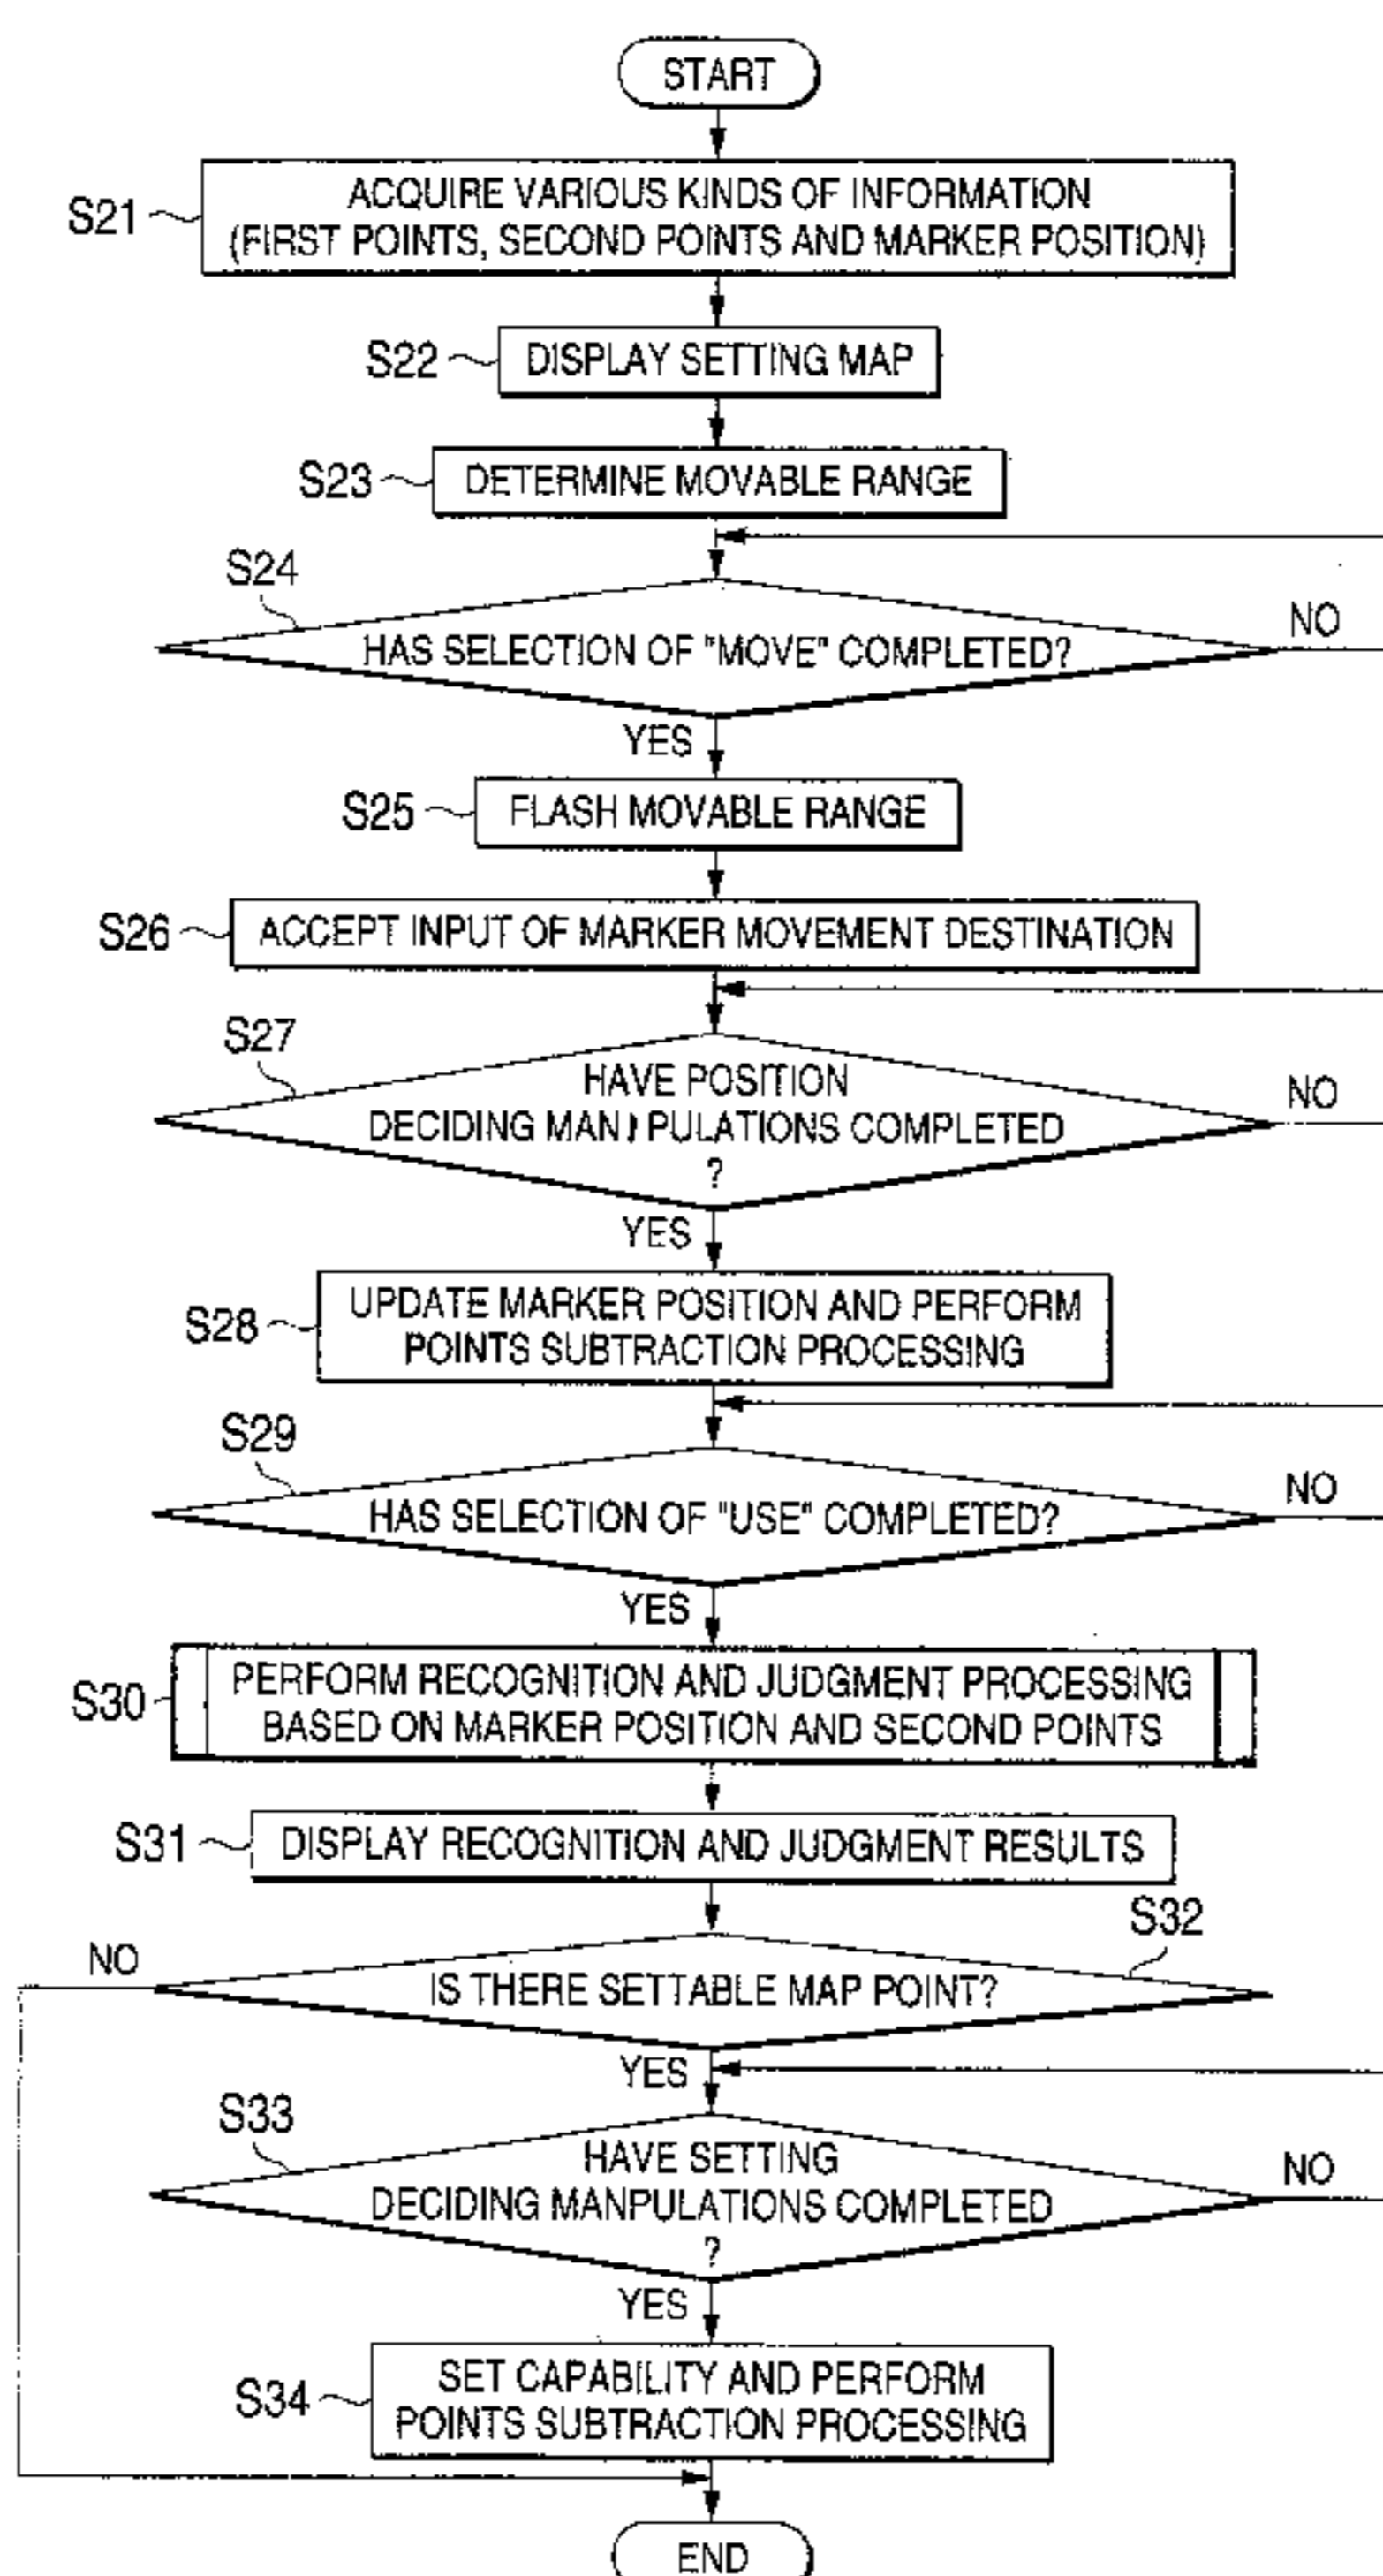 START
S21
ACQUIRE VARIOUS KINDS OF INFORMATION
(FIRST POINTS, SECOND POINTS AND MARKER POSITION)
S22
DISPLAY SETTING MAP
S23
DETERMINE MOVABLE RANGE
S24
HAS SELECTION OF "MOVE" COMPLETED?
NO
YES
S25
FLASH MOVABLE RANGE
S26
ACCEPT INPUT OF MARKER MOVEMENT DESTINATION
S27
HAVE POSITION
DECIDING MANIPULATIONS COMPLETED
?
NO
YES
S28
UPDATE MARKER POSITION AND PERFORM
POINTS SUBTRACTION PROCESSING
S29
HAS SELECTION OF "USE" COMPLETED?
NO
YES
S30
PERFORM RECOGNITION AND JUDGMENT PROCESSING
BASED ON MARKER POSITION AND SECOND POINTS
S31
DISPLAY RECOGNITION AND JUDGMENT RESULTS
S32
NO
IS THERE SETTABLE MAP POINT?
YES
S33
HAVE SETTING
DECIDING MANPULATIONS COMPLETED
?
NO
YES
S34
SET CAPABILITY AND PERFORM
POINTS SUBTRACTION PROCESSING
END